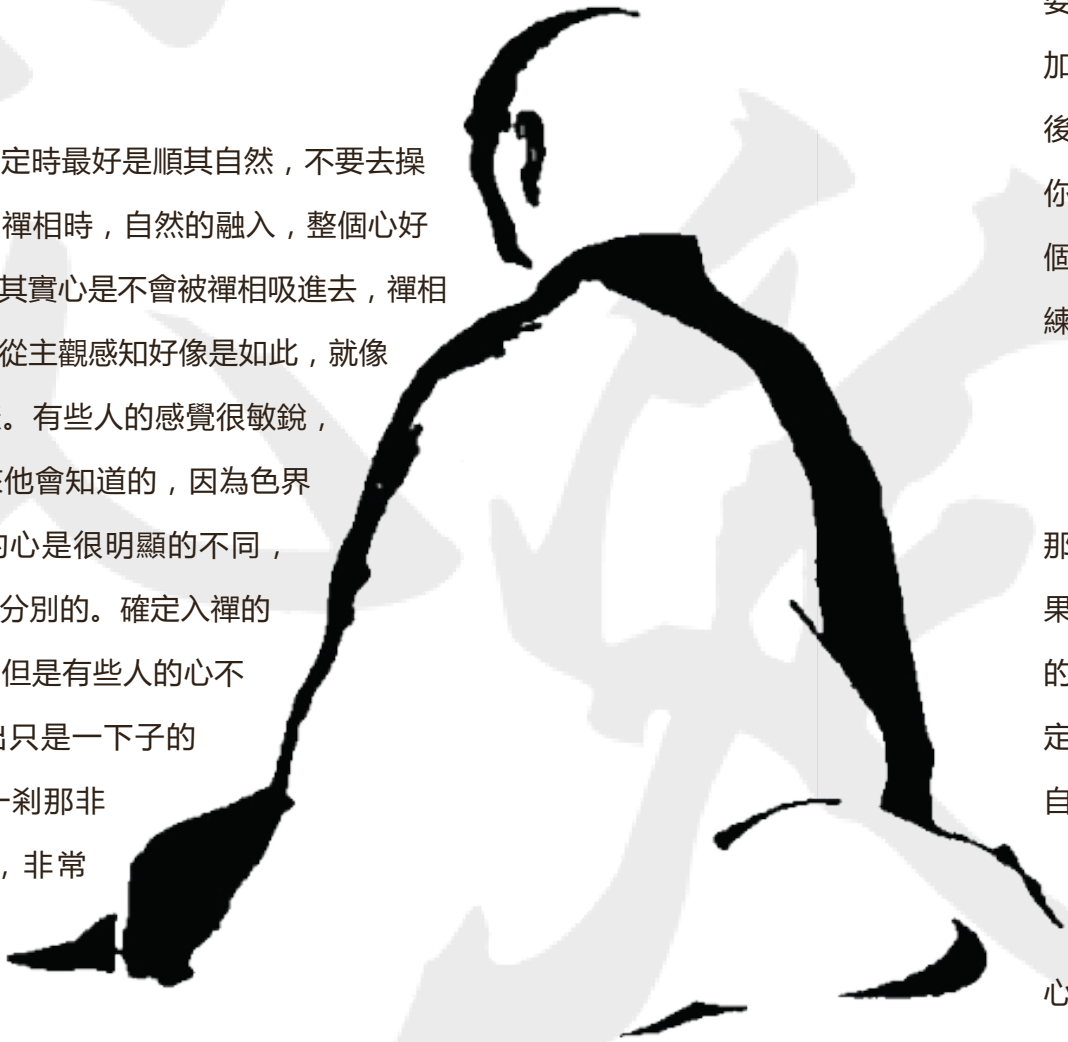 定時最好是順其自然，不要去操
禪相時，自然的融入，整個心好
其實心是不會被禪相吸進去，禪相
從主觀感知好像是如此，就像
。有些人的感覺很敏銳，
他會知道的，因為色界
的心是很明顯的不同，
分別的。確定入禪的
但是有些人的心不
出只是一下子的
一剎那非
，非常
加
後
你
個
練
那
果
的
定
自
心